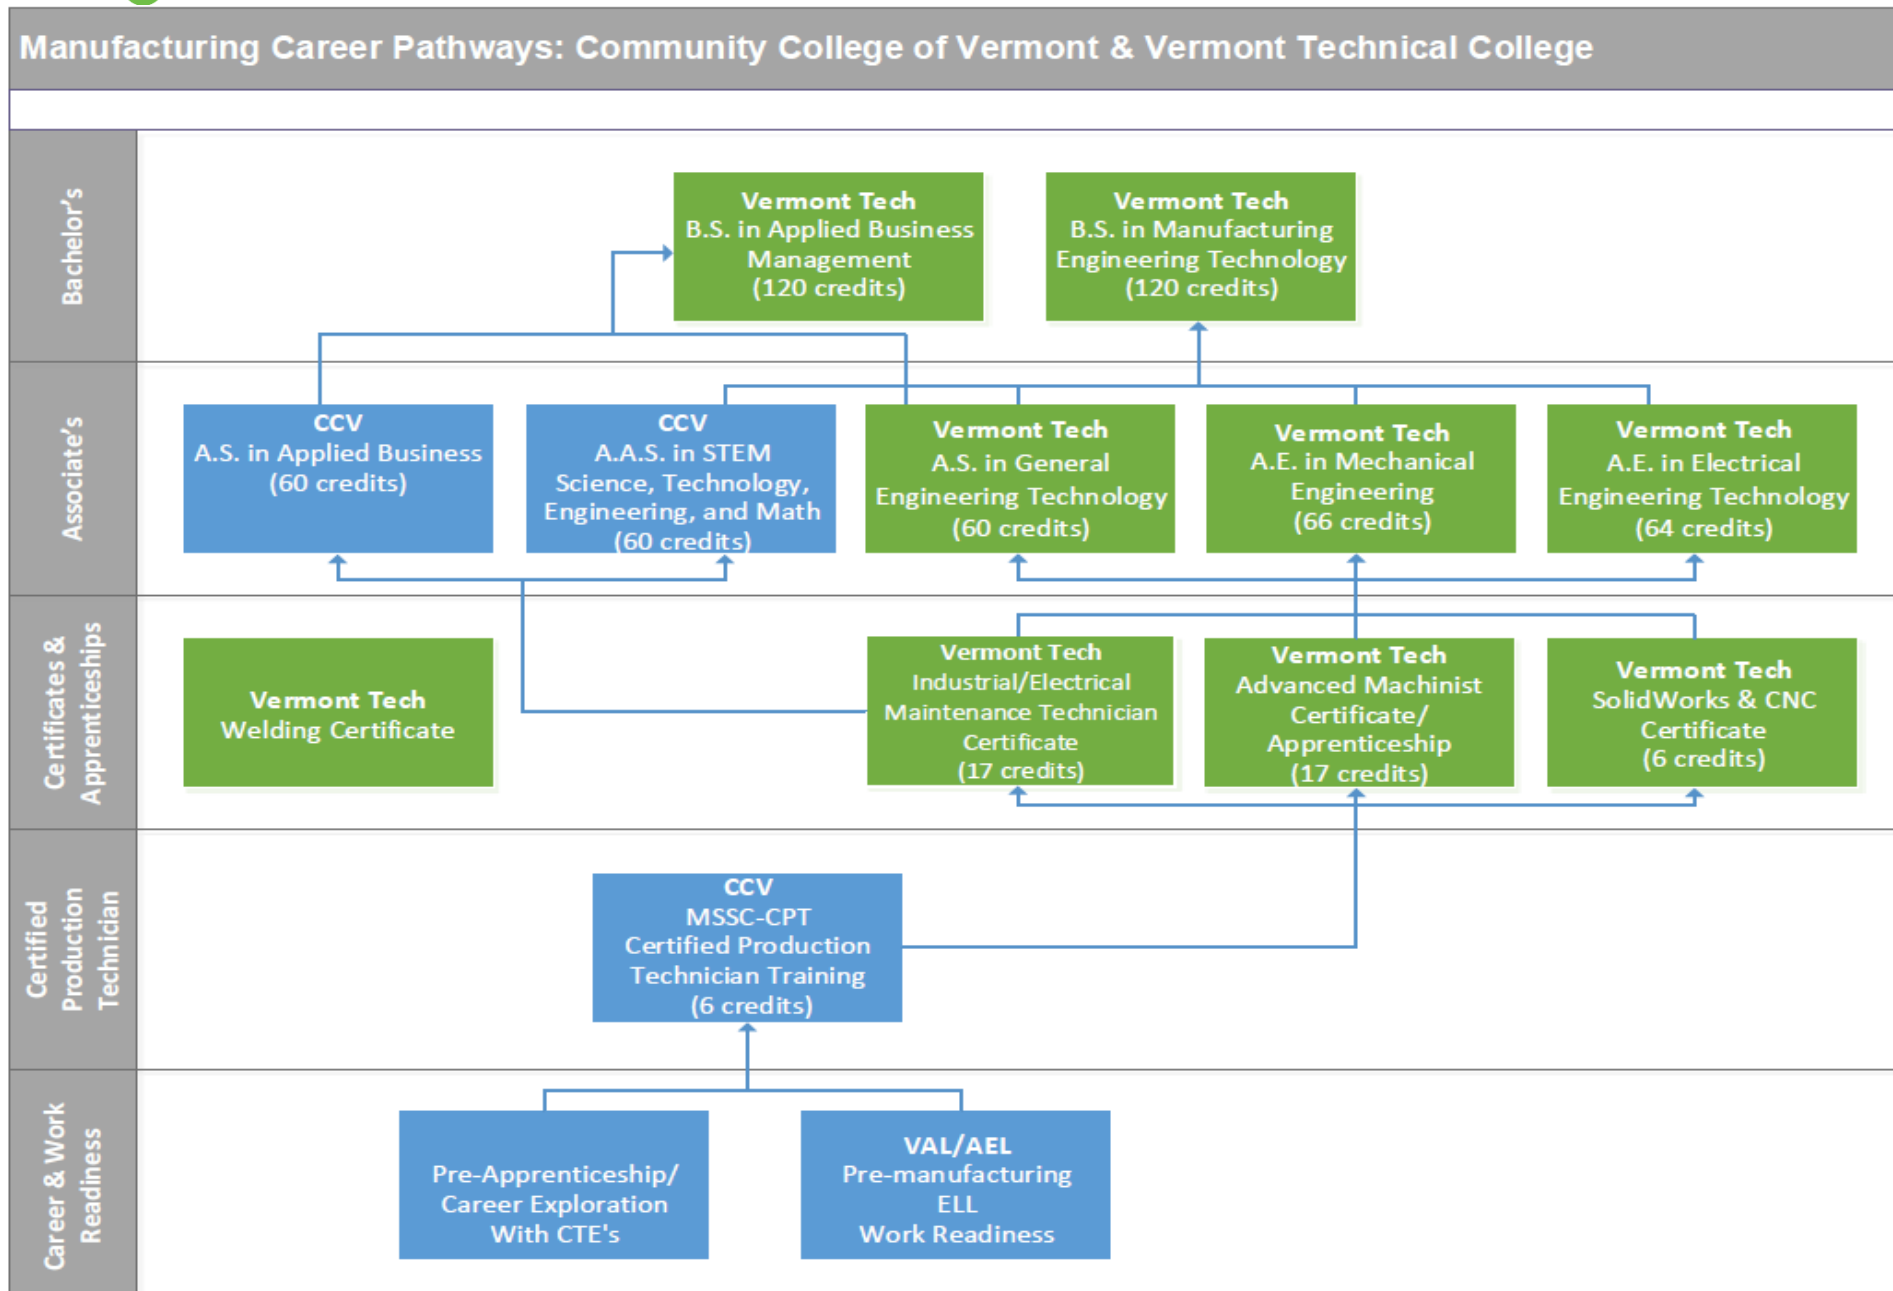 Manufacturing Career Pathways: Community College of Vermont & Vermont Technical College
Bachelor's
Vermont Tech
B.S. in Applied Business
Management
(120 credits)
Vermont Tech
B.S. in Manufacturing
Engineering Technology
(120 credits)
Associate's
CCV
A.S. in Applied Business
(60 credits)
CCV
A.A.S. in STEM
Science, Technology,
Engineering, and Math
(60 credits)
Vermont Tech
A.S. in General
Engineering Technology
(60 credits)
Vermont Tech
A.E. in Mechanical
Engineering
(66 credits)
Vermont Tech
A.E. in Electrical
Engineering Technology
(64 credits)
Certificates &
Apprenticeships
Vermont Tech
Welding Certificate
Vermont Tech
Industrial/Electrical
Maintenance Technician
Certificate
(17 credits)
Vermont Tech
Advanced Machinist
Certificate/
Apprenticeship
(17 credits)
Vermont Tech
SolidWorks & CNC
Certificate
(6 credits)
Certified
Production
Technician
CCV
MSSC-CPT
Certified Production
Technician Training
(6 credits)
Career & Work
Readiness
Pre-Apprenticeship/
Career Exploration
With CTE's
VAL/AEL
Pre-manufacturing
ELL
Work Readiness